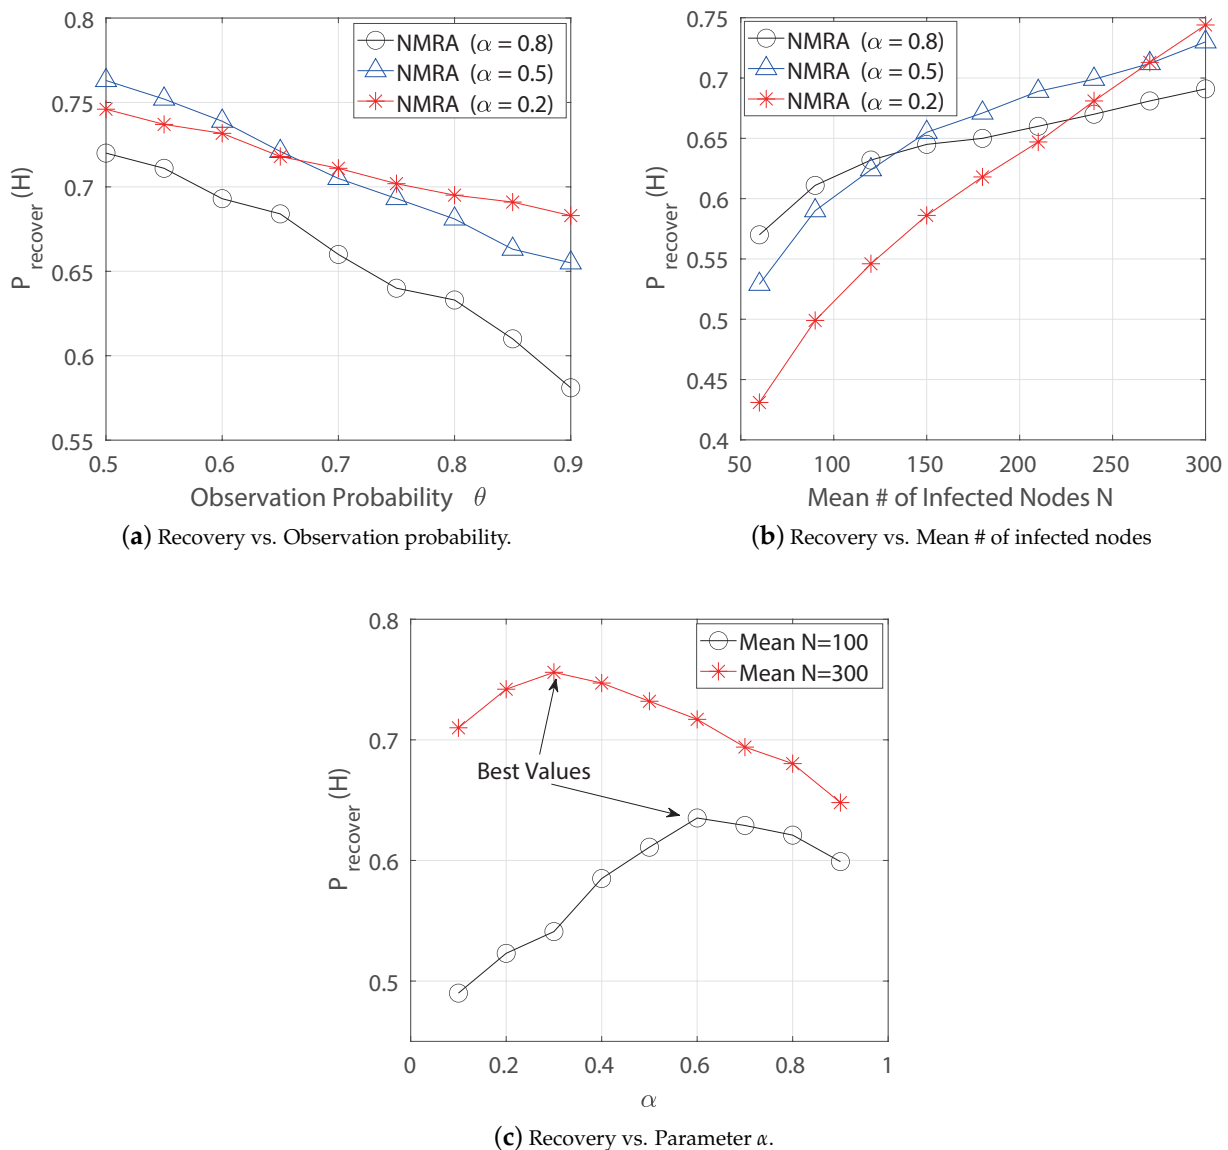 0.8
0.75
0.7
0.65
0.6
0.55
P recover (H)
NMRA (α = 0.8)
NMRA (α = 0.5)
NMRA (α = 0.2)
0.5 0.6 0.7 0.8 0.9
Observation Probability θ
(a) Recovery vs. Observation probability.
0.75
0.7
0.65
0.6
0.55
0.5
0.45
0.4
P recover (H)
NMRA (α = 0.8)
NMRA (α = 0.5)
NMRA (α = 0.2)
50 100 150 200 250 300
Mean # of Infected Nodes N
(b) Recovery vs. Mean # of infected nodes
0.8
0.7
0.6
0.5
P recover (H)
Mean N=100
Mean N=300
Best Values
0 0.2 0.4 0.6 0.8 1
α
(c) Recovery vs. Parameter α.